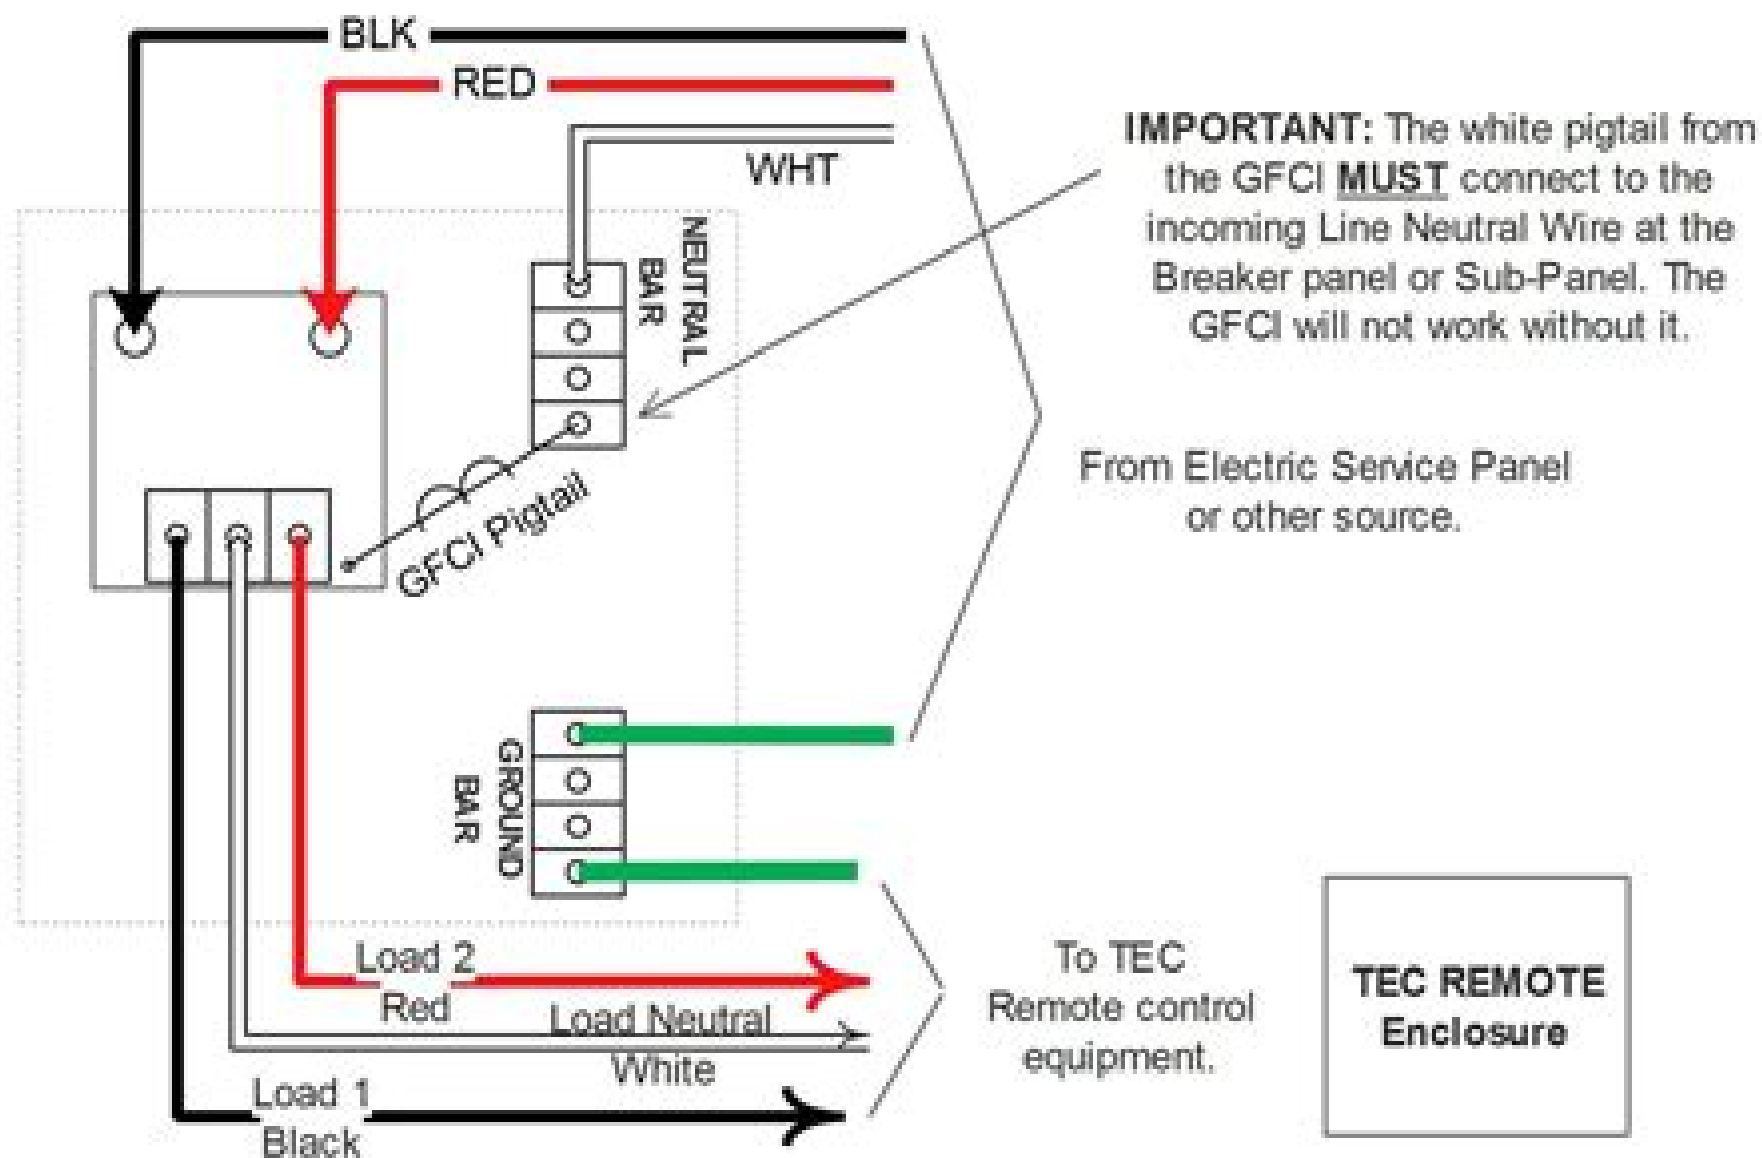 BLK
RED
WHT
IMPORTANT: The white pigtail from
the GFCI MUST connect to the
incoming Line Neutral Wire at the
Breaker panel or Sub-Panel. The
GFCI will not work without it.
NEUTRAL
BAR
GFCI Pigtail
From Electric Service Panel
or other source.
GROUND
BAR
Load 2
Red
Load Neutral
White
Load 1
Black
To TEC
Remote control
equipment.
TEC REMOTE
Enclosure